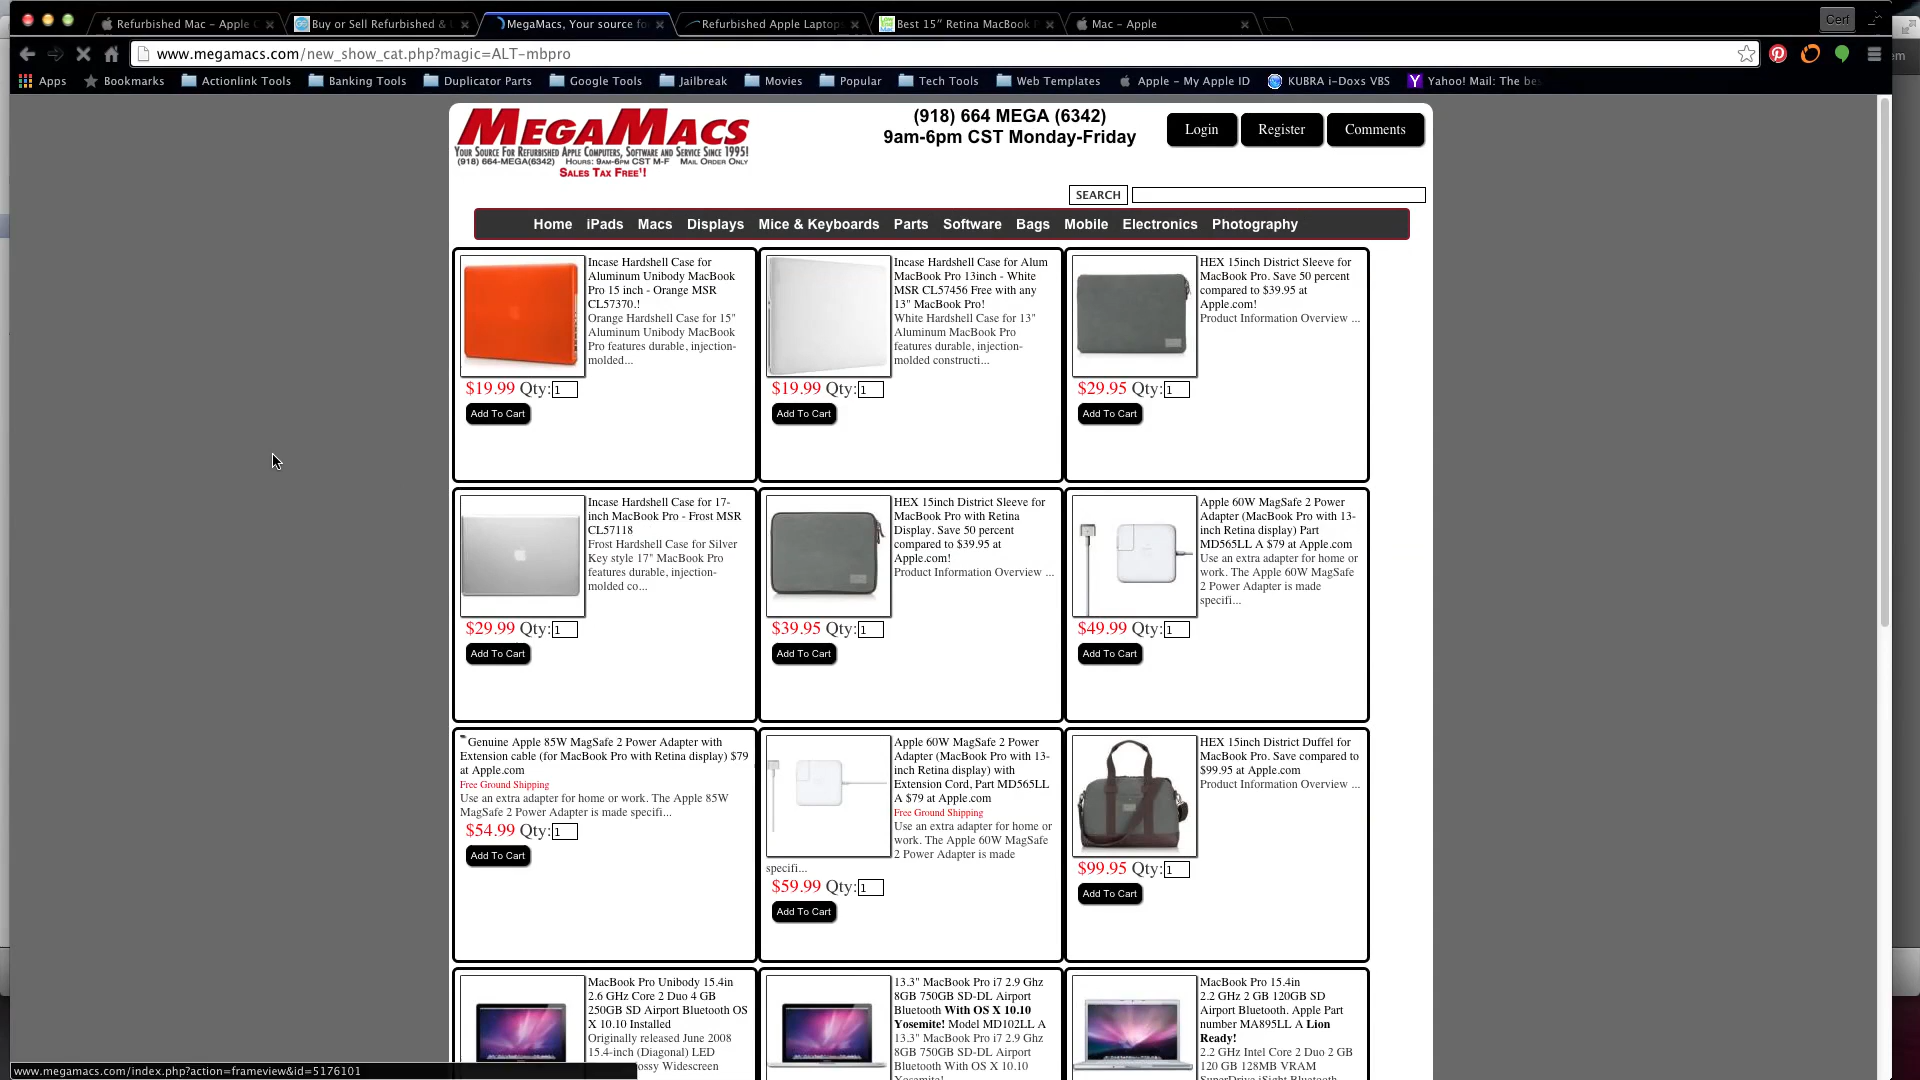 Refurbished Mac – Apple C
Buy or Sell Refurbished &
MegaMacs, Your source fo
Refurbished Apple Laptops
Best 15" Retina MacBook P
Mac – Apple
Cerf
www.megamacs.com/new_show_cat.php?magic=ALT-mbpro
Apps Bookmarks Actionlink Tools Banking Tools Duplicator Parts Google Tools Jailbreak Movies Popular Tech Tools Web Templates Apple – My Apple ID KUBRA i-Doxs VBS Yahoo! Mail: The be
MEGAMACS
YOUR SOURCE FOR REFURBISHED APPLE COMPUTERS, SOFTWARE AND SERVICE SINCE 1995!
(918) 664-MEGA(6342) HOURS: 9AM-6PM CST M-F MAIL ORDER ONLY
SALES TAX FREE'!
(918) 664 MEGA (6342)
9am-6pm CST Monday-Friday
Login Register Comments
SEARCH
Home iPads Macs Displays Mice & Keyboards Parts Software Bags Mobile Electronics Photography
Incase Hardshell Case for
Aluminum Unibody MacBook
Pro 15 inch - Orange MSR
CL57370.!
Orange Hardshell Case for 15"
Aluminum Unibody MacBook
Pro features durable, injection-
molded...
$19.99 Qty: 1
Add To Cart
Incase Hardshell Case for Alum
MacBook Pro 13inch - White
MSR CL57456 Free with any
13" MacBook Pro!
White Hardshell Case for 13"
Aluminum MacBook Pro
features durable, injection-
molded constructi...
$19.99 Qty: 1
Add To Cart
HEX 15inch District Sleeve for
MacBook Pro. Save 50 percent
compared to $39.95 at
Apple.com!
Product Information Overview ...
$29.95 Qty: 1
Add To Cart
Incase Hardshell Case for 17-
inch MacBook Pro - Frost MSR
CL57118
Frost Hardshell Case for Silver
Key style 17" MacBook Pro
features durable, injection-
molded co...
$29.99 Qty: 1
Add To Cart
HEX 15inch District Sleeve for
MacBook Pro with Retina
Display. Save 50 percent
compared to $39.95 at
Apple.com!
Product Information Overview ...
$39.95 Qty: 1
Add To Cart
Apple 60W MagSafe 2 Power
Adapter (MacBook Pro with 13-
inch Retina display) Part
MD565LL A $79 at Apple.com
Use an extra adapter for home or
work. The Apple 60W MagSafe
2 Power Adapter is made
specifi...
$49.99 Qty: 1
Add To Cart
Genuine Apple 85W MagSafe 2 Power Adapter with
Extension cable (for MacBook Pro with Retina display) $79
at Apple.com
Free Ground Shipping
Use an extra adapter for home or work. The Apple 85W
MagSafe 2 Power Adapter is made specifi...
$54.99 Qty: 1
Add To Cart
Apple 60W MagSafe 2 Power
Adapter (MacBook Pro with 13-
inch Retina display) with
Extension Cord, Part MD565LL
A $79 at Apple.com
Free Ground Shipping
Use an extra adapter for home or
work. The Apple 60W MagSafe
2 Power Adapter is made
specifi...
$59.99 Qty: 1
Add To Cart
HEX 15inch District Duffel for
MacBook Pro. Save compared to
$99.95 at Apple.com
Product Information Overview ...
$99.95 Qty: 1
Add To Cart
MacBook Pro Unibody 15.4in
2.6 GHz Core 2 Duo 4 GB
250GB SD Airport Bluetooth OS
X 10.10 Installed
Originally released June 2008
15.4-inch (Diagonal) LED
ossy Widescreen
13.3" MacBook Pro i7 2.9 Ghz
8GB 750GB SD-DL Airport
Bluetooth With OS X 10.10
Yosemite! Model MD102LL A
13.3" MacBook Pro i7 2.9 Ghz
8GB 750GB SD-DL Airport
Bluetooth With OS X 10.10
Yosemite!
MacBook Pro 15.4in
2.2 GHz 2 GB 120GB SD
Airport Bluetooth. Apple Part
number MA895LL A Lion
Ready!
2.2 GHz Intel Core 2 Duo 2 GB
120 GB 128MB VRAM
SuperDrive iSight Bluetooth
www.megamacs.com/index.php?action=frameview&id=5176101